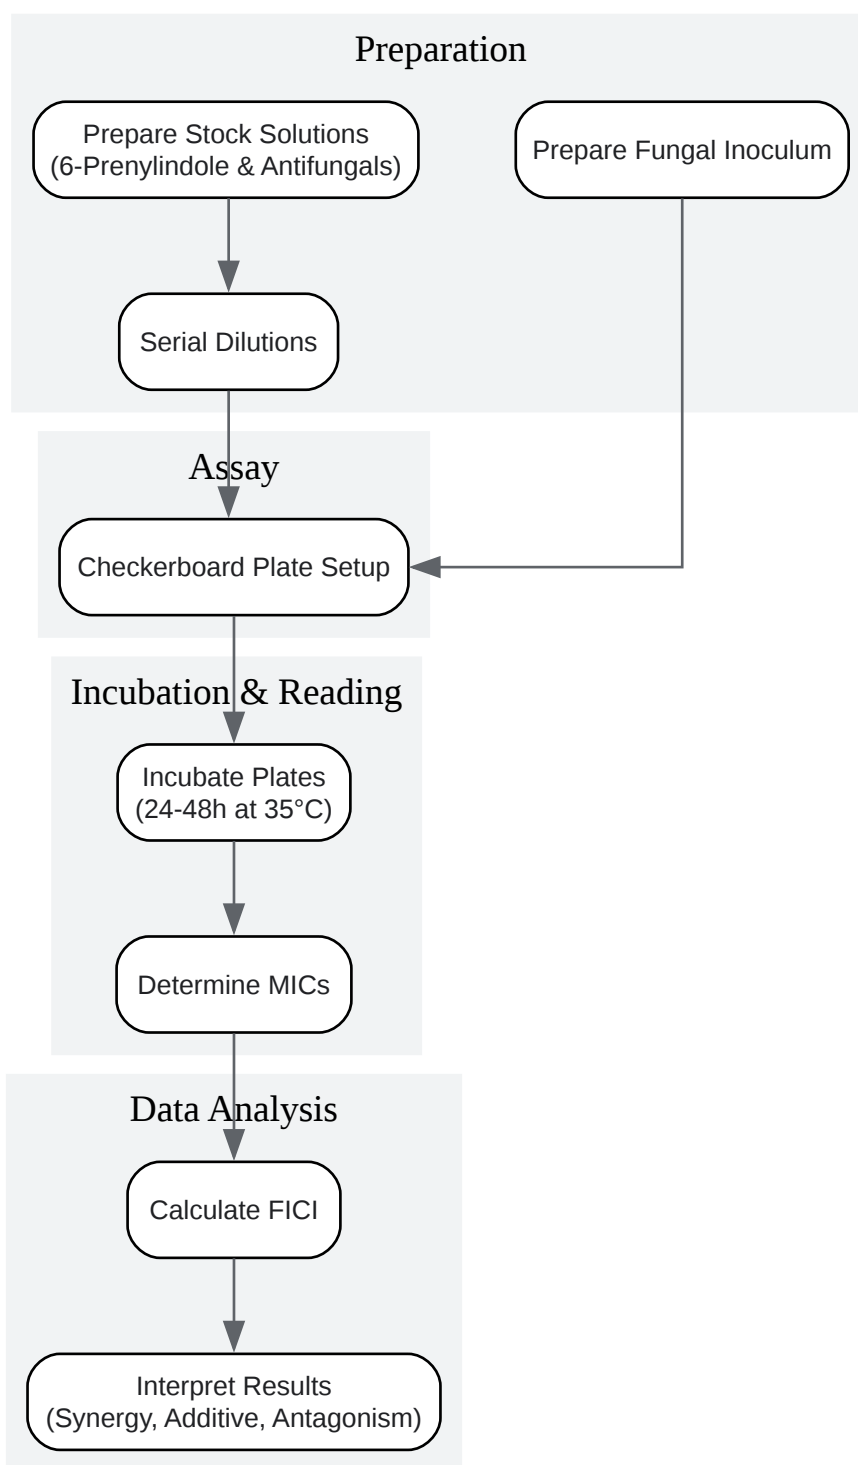 Preparation
Prepare Stock Solutions
(6-Prenylindole & Antifungals)
Prepare Fungal Inoculum
Serial Dilutions
Assay
Checkerboard Plate Setup
Incubation & Reading
Incubate Plates
(24-48h at 35°C)
Determine MICs
Data Analysis
Calculate FICI
Interpret Results
(Synergy, Additive, Antagonism)